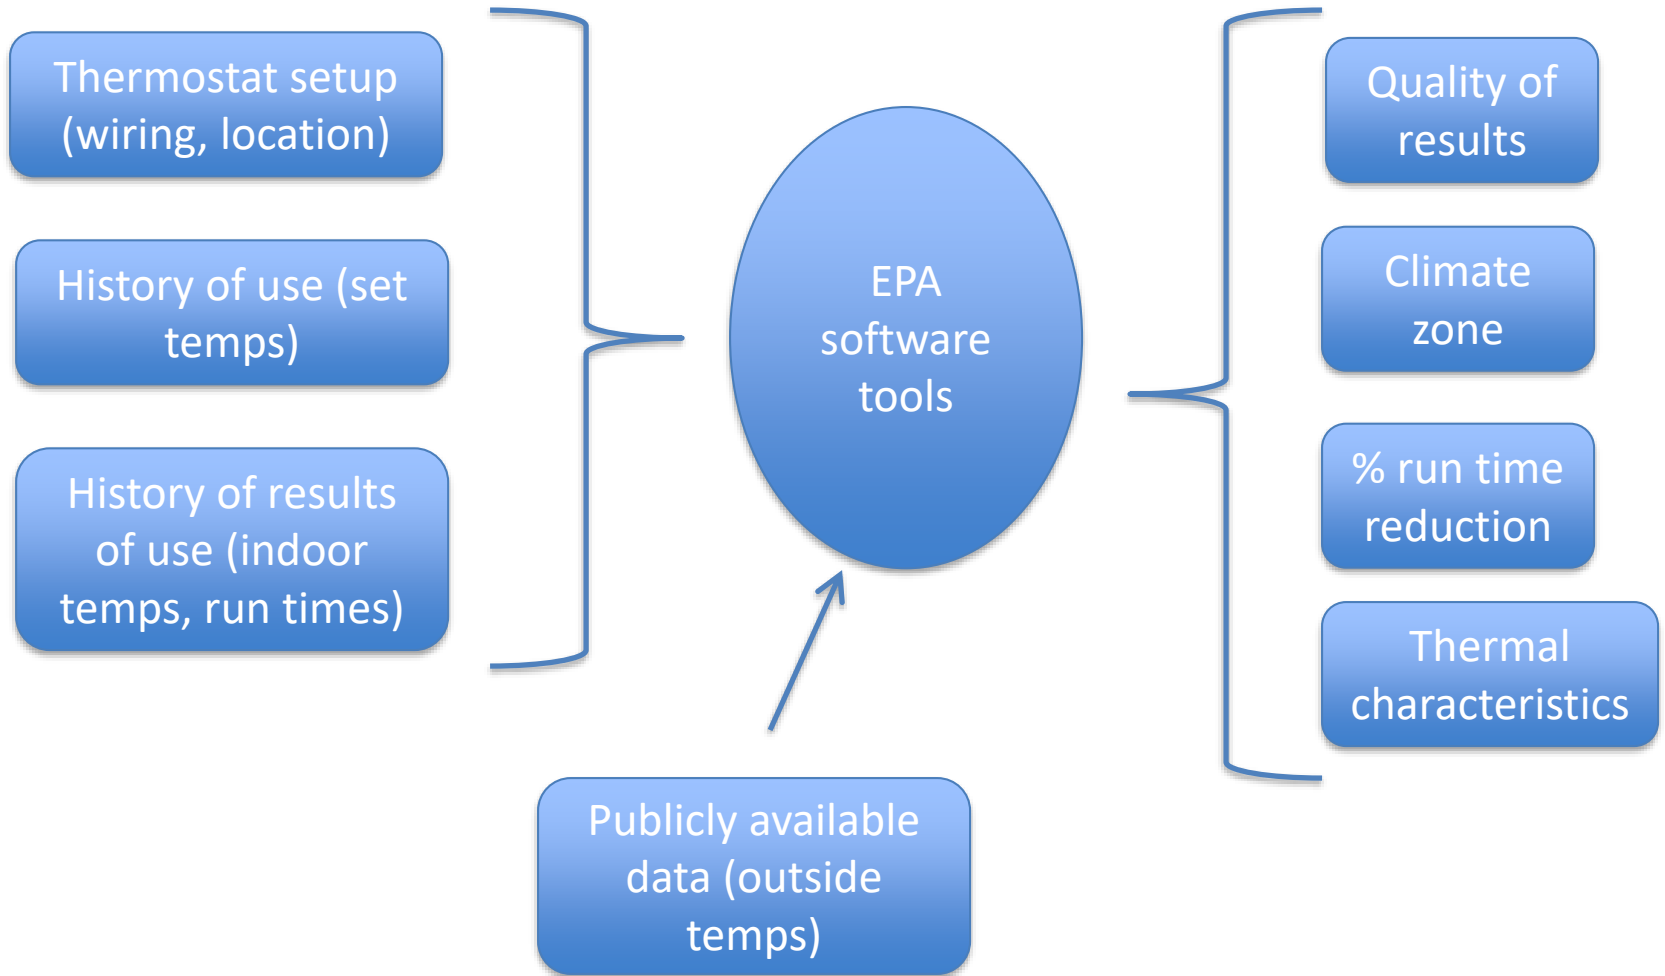 Thermostat setup
(wiring, location)
History of use (set
temps)
History of results
of use (indoor
temps, run times)
EPA
software
tools
Publicly available
data (outside
temps)
Quality of
results
Climate
zone
% run time
reduction
Thermal
characteristics